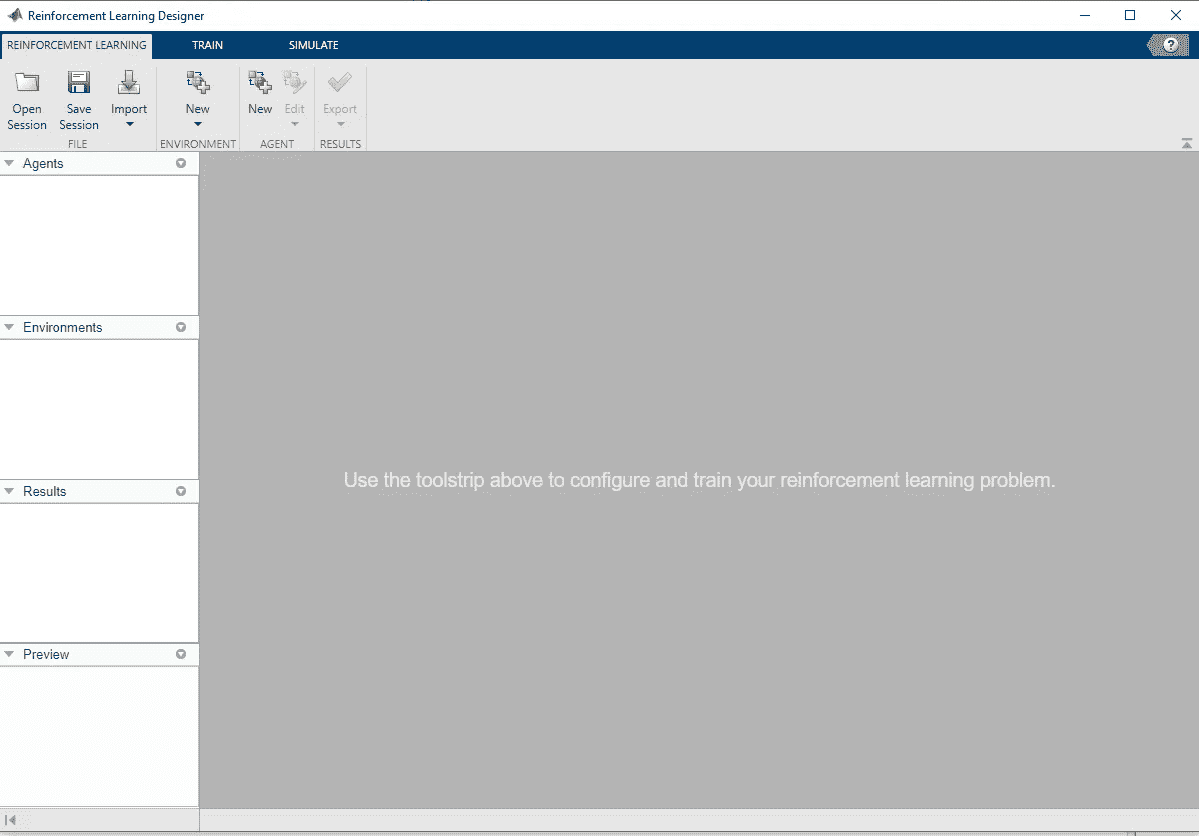 Reinforcement Learning Designer
REINFORCEMENT LEARNING TRAIN SIMULATE
?
Open Session Save Session Import New New Edit Export
FILE ENVIRONMENT AGENT RESULTS
Agents
Environments
Use the toolstrip above to configure and train your reinforcement learning problem.
Results
Preview